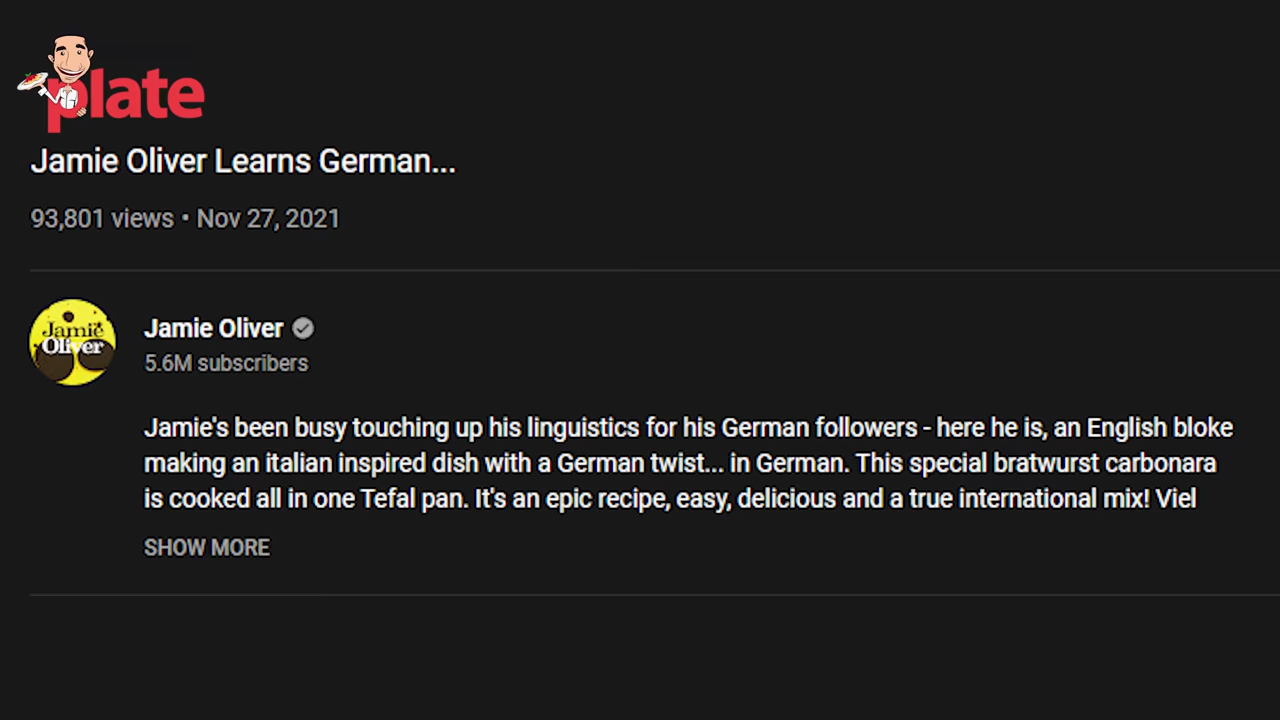 plate
Jamie Oliver Learns German...
93,801 views • Nov 27, 2021
Jamie Oliver
Jamie Oliver
5.6M subscribers
Jamie's been busy touching up his linguistics for his German followers - here he is, an English bloke
making an italian inspired dish with a German twist... in German. This special bratwurst carbonara
is cooked all in one Tefal pan. It's an epic recipe, easy, delicious and a true international mix! Viel
SHOW MORE